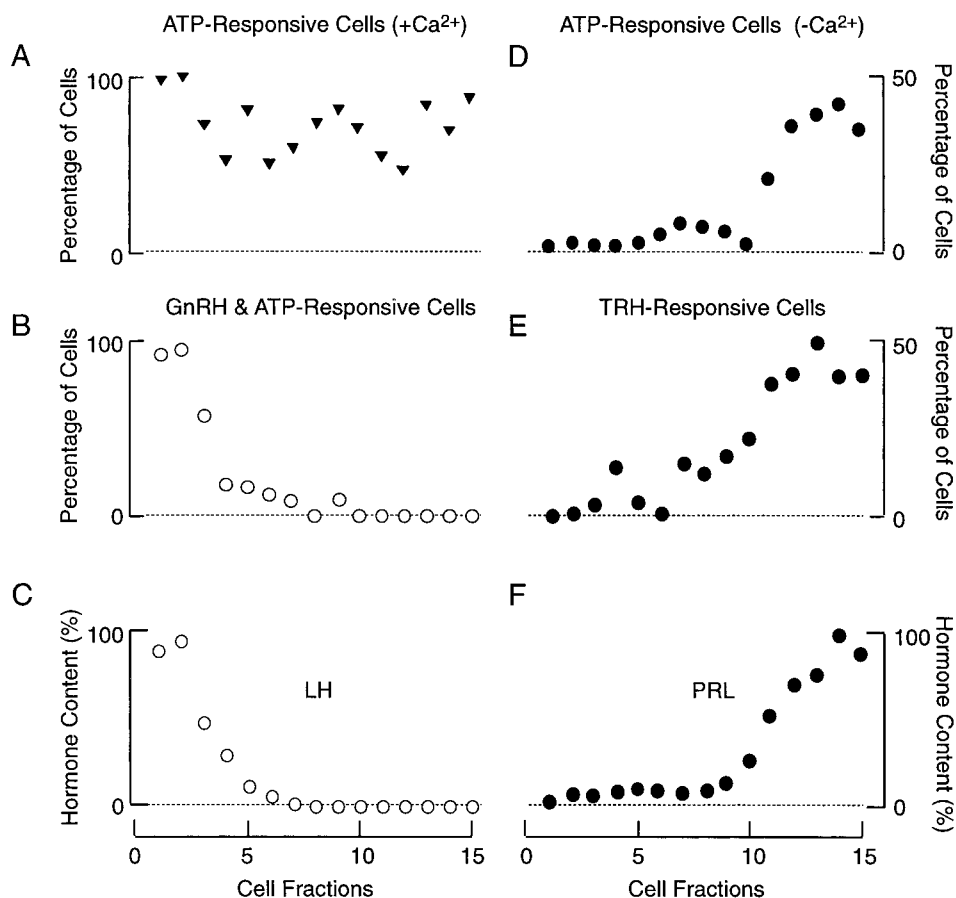 ATP-Responsive Cells (+Ca²⁺)
A
Percentage of Cells
100
0
ATP-Responsive Cells (-Ca²⁺)
D
Percentage of Cells
50
0
GnRH & ATP-Responsive Cells
B
Percentage of Cells
100
0
TRH-Responsive Cells
E
Percentage of Cells
50
0
C
Hormone Content (%)
100
0
LH
0 5 10 15
Cell Fractions
F
Hormone Content (%)
100
0
PRL
0 5 10 15
Cell Fractions